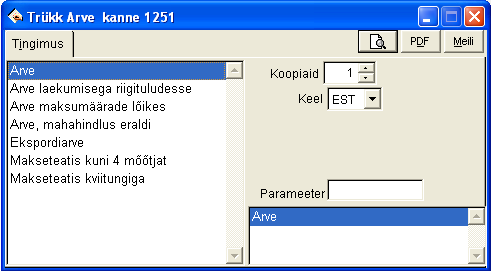 Trükk Arve kanne 1251
Tingimus
PDF
Meili
Arve
Arve laekumisega riigituludesse
Arve maksumäärade lõikes
Arve, mahahindlus eraldi
Ekspordiarve
Makseteatis kuni 4 mõõtjat
Makseteatis kviitungiga
Koopiaid 1
Keel EST
Parameeter
Arve